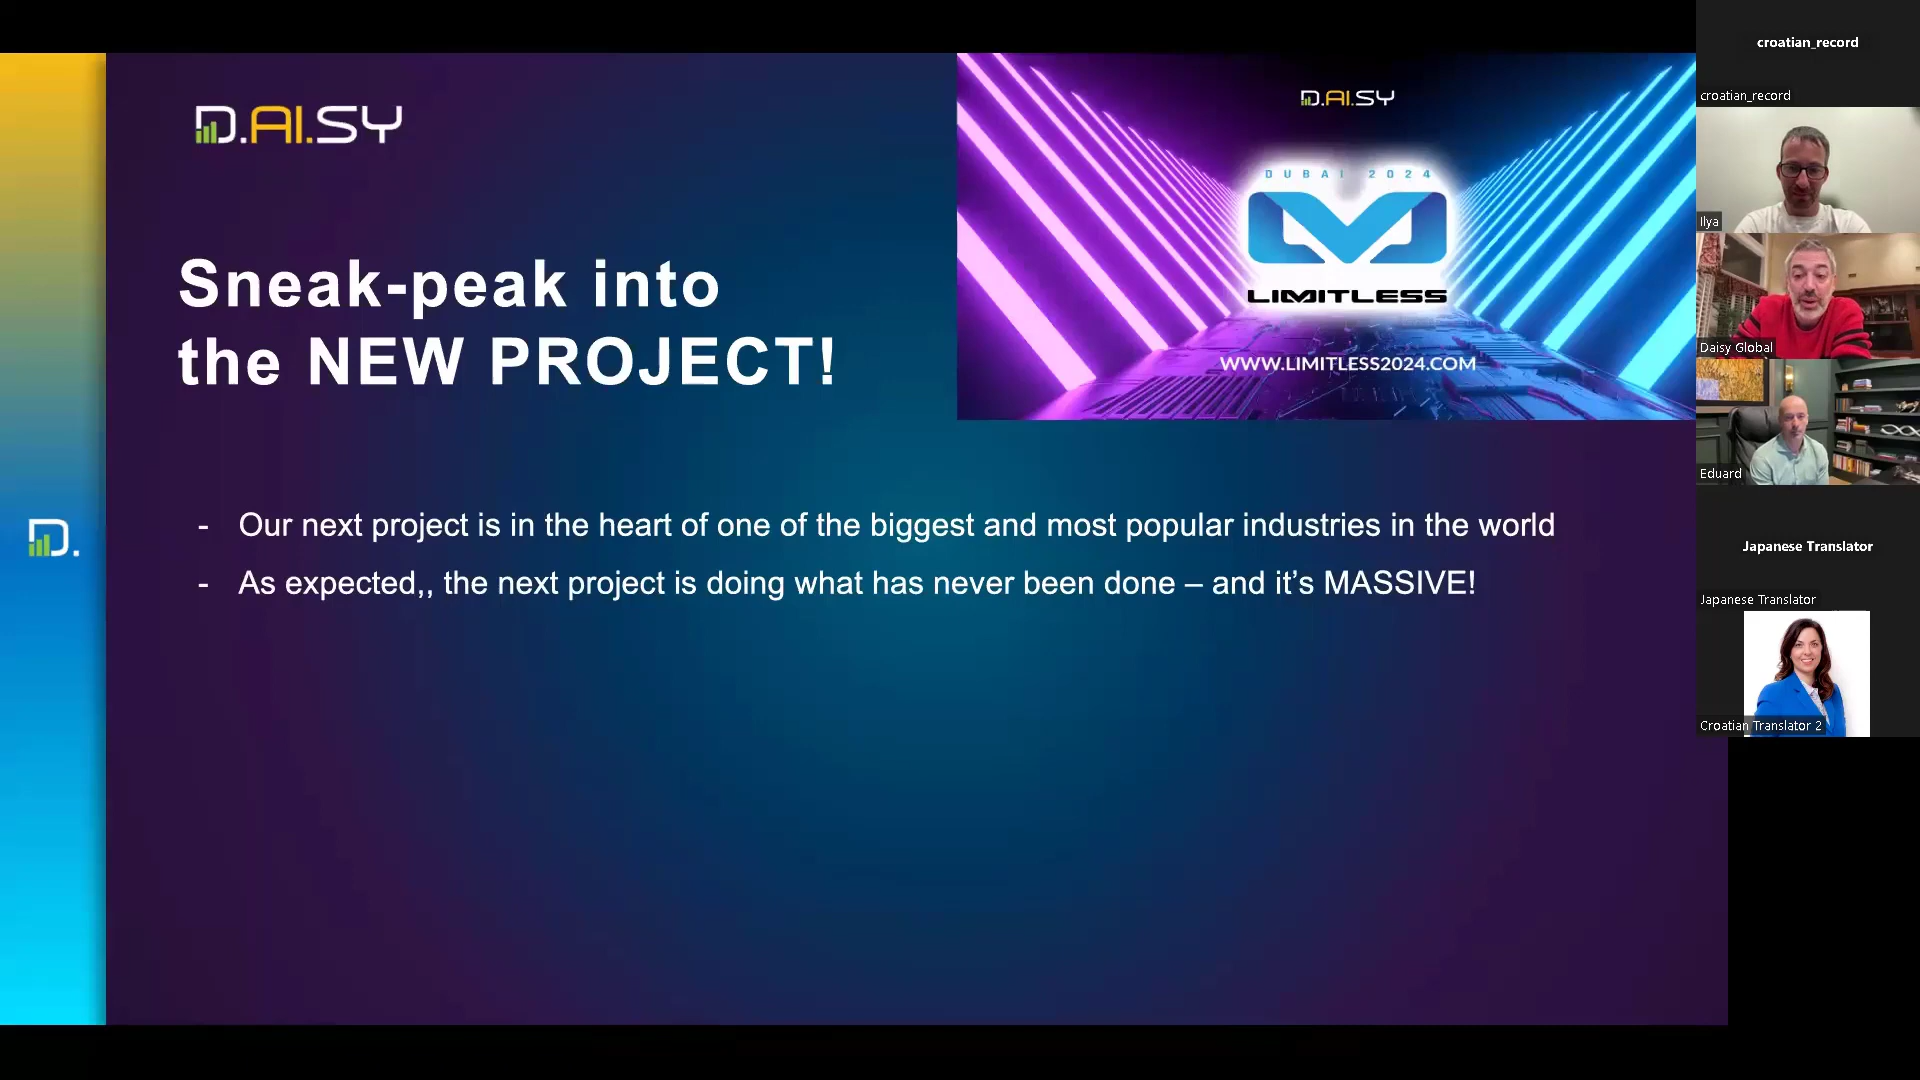 D.AI.SY
Sneak-peak into
the NEW PROJECT!
D.AI.SY
DUBAI 2024
LIMITLESS
WWW.LIMITLESS2024.COM
- Our next project is in the heart of one of the biggest and most popular industries in the world
- As expected,, the next project is doing what has never been done – and it’s MASSIVE!
D.
croatian_record
croatian_record
Ilya
Daisy Global
Eduard
Japanese Translator
Japanese Translator
Croatian Translator 2